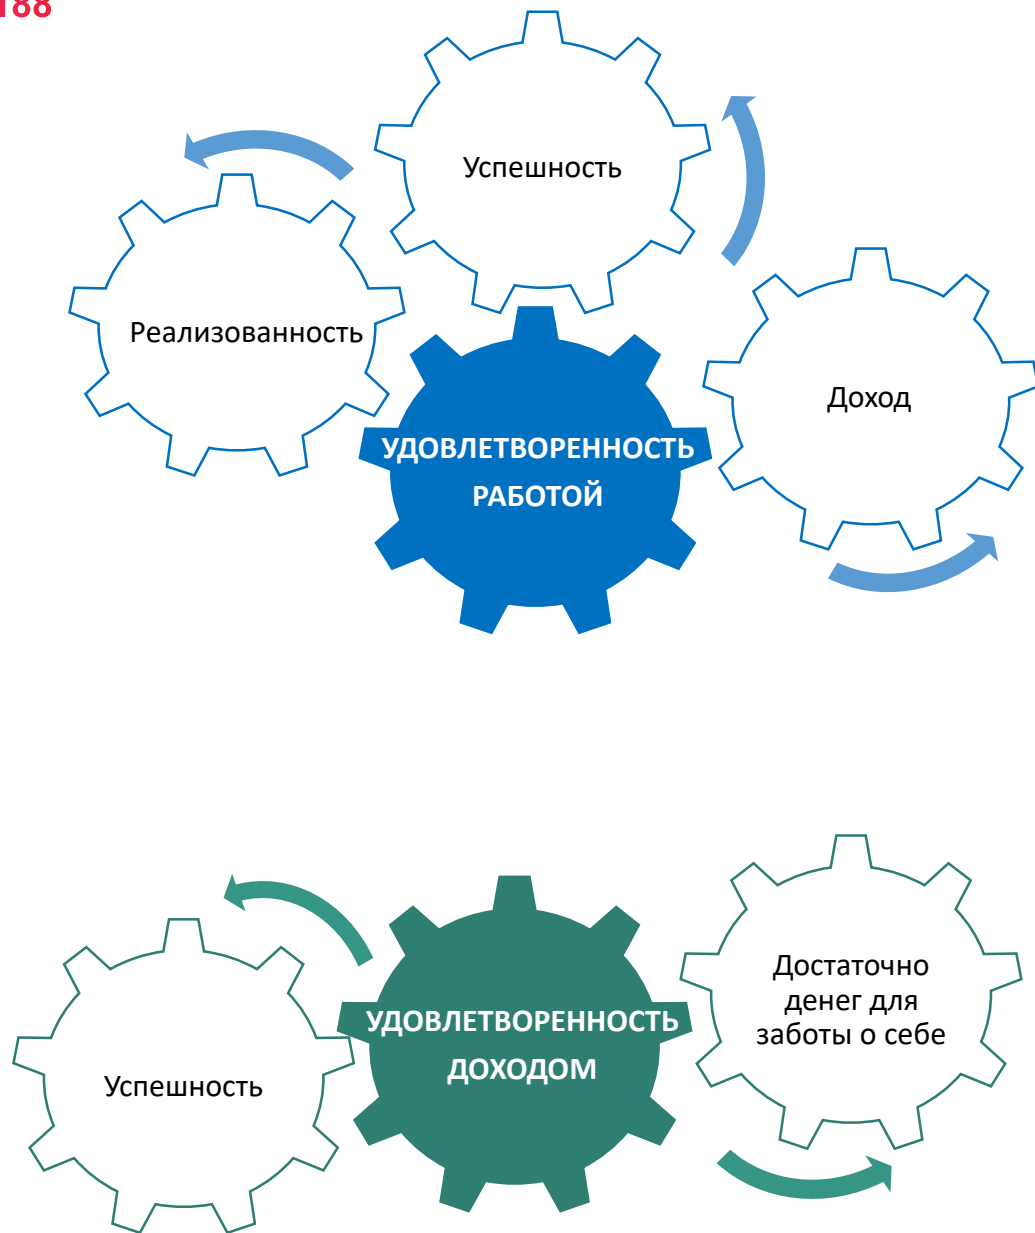 188
Успешность
Реализованность
Доход
УДОВЛЕТВОРЕННОСТЬ
РАБОТОЙ
Достаточно
денег для
заботы о себе
УДОВЛЕТВОРЕННОСТЬ
ДОХОДОМ
Успешность